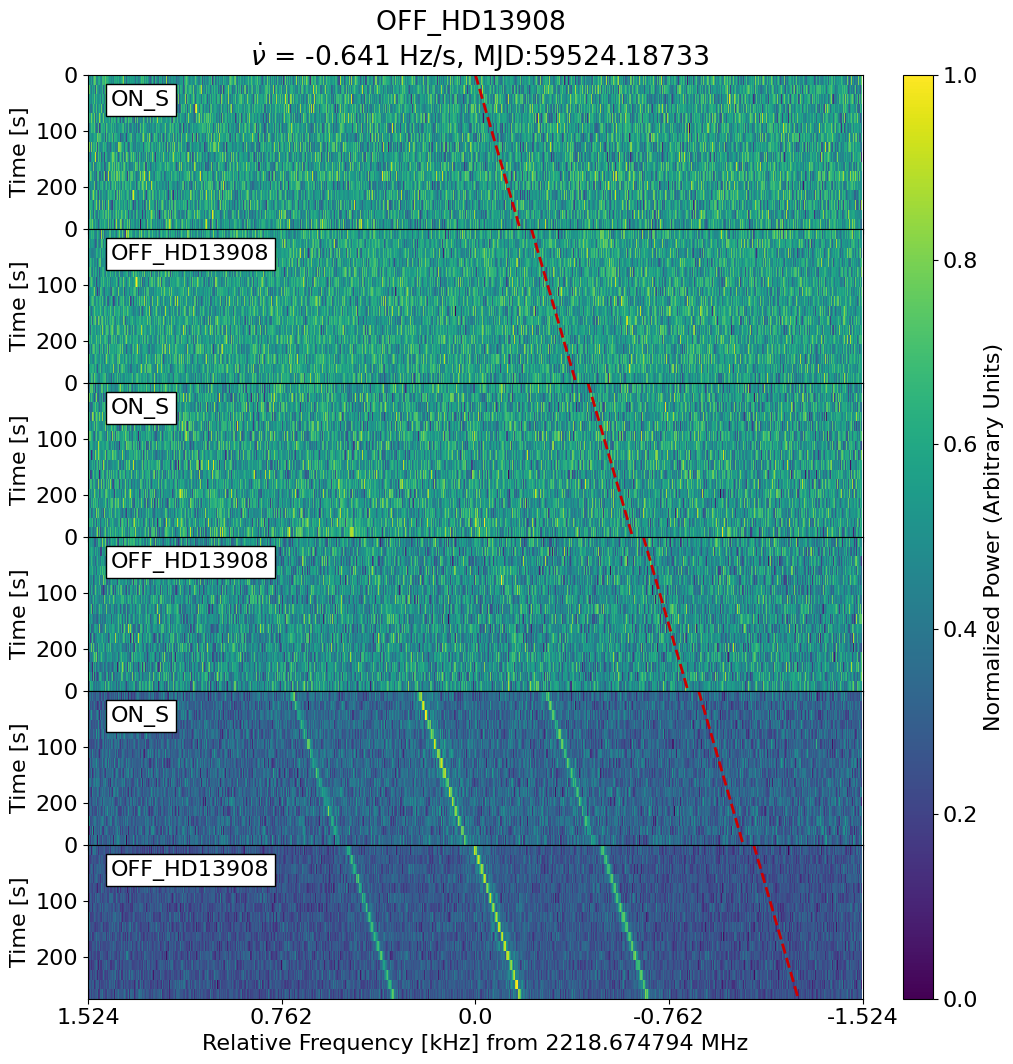 OFF_HD13908
ν̇ = -0.641 Hz/s, MJD:59524.18733
0
ON_S
100
200
Time [s]
0
OFF_HD13908
100
200
Time [s]
0
ON_S
100
200
Time [s]
0
OFF_HD13908
100
200
Time [s]
0
ON_S
100
200
Time [s]
0
OFF_HD13908
100
200
Time [s]
1.524 0.762 0.0 -0.762 -1.524
Relative Frequency [kHz] from 2218.674794 MHz
1.0
0.8
0.6
0.4
0.2
0.0
Normalized Power (Arbitrary Units)